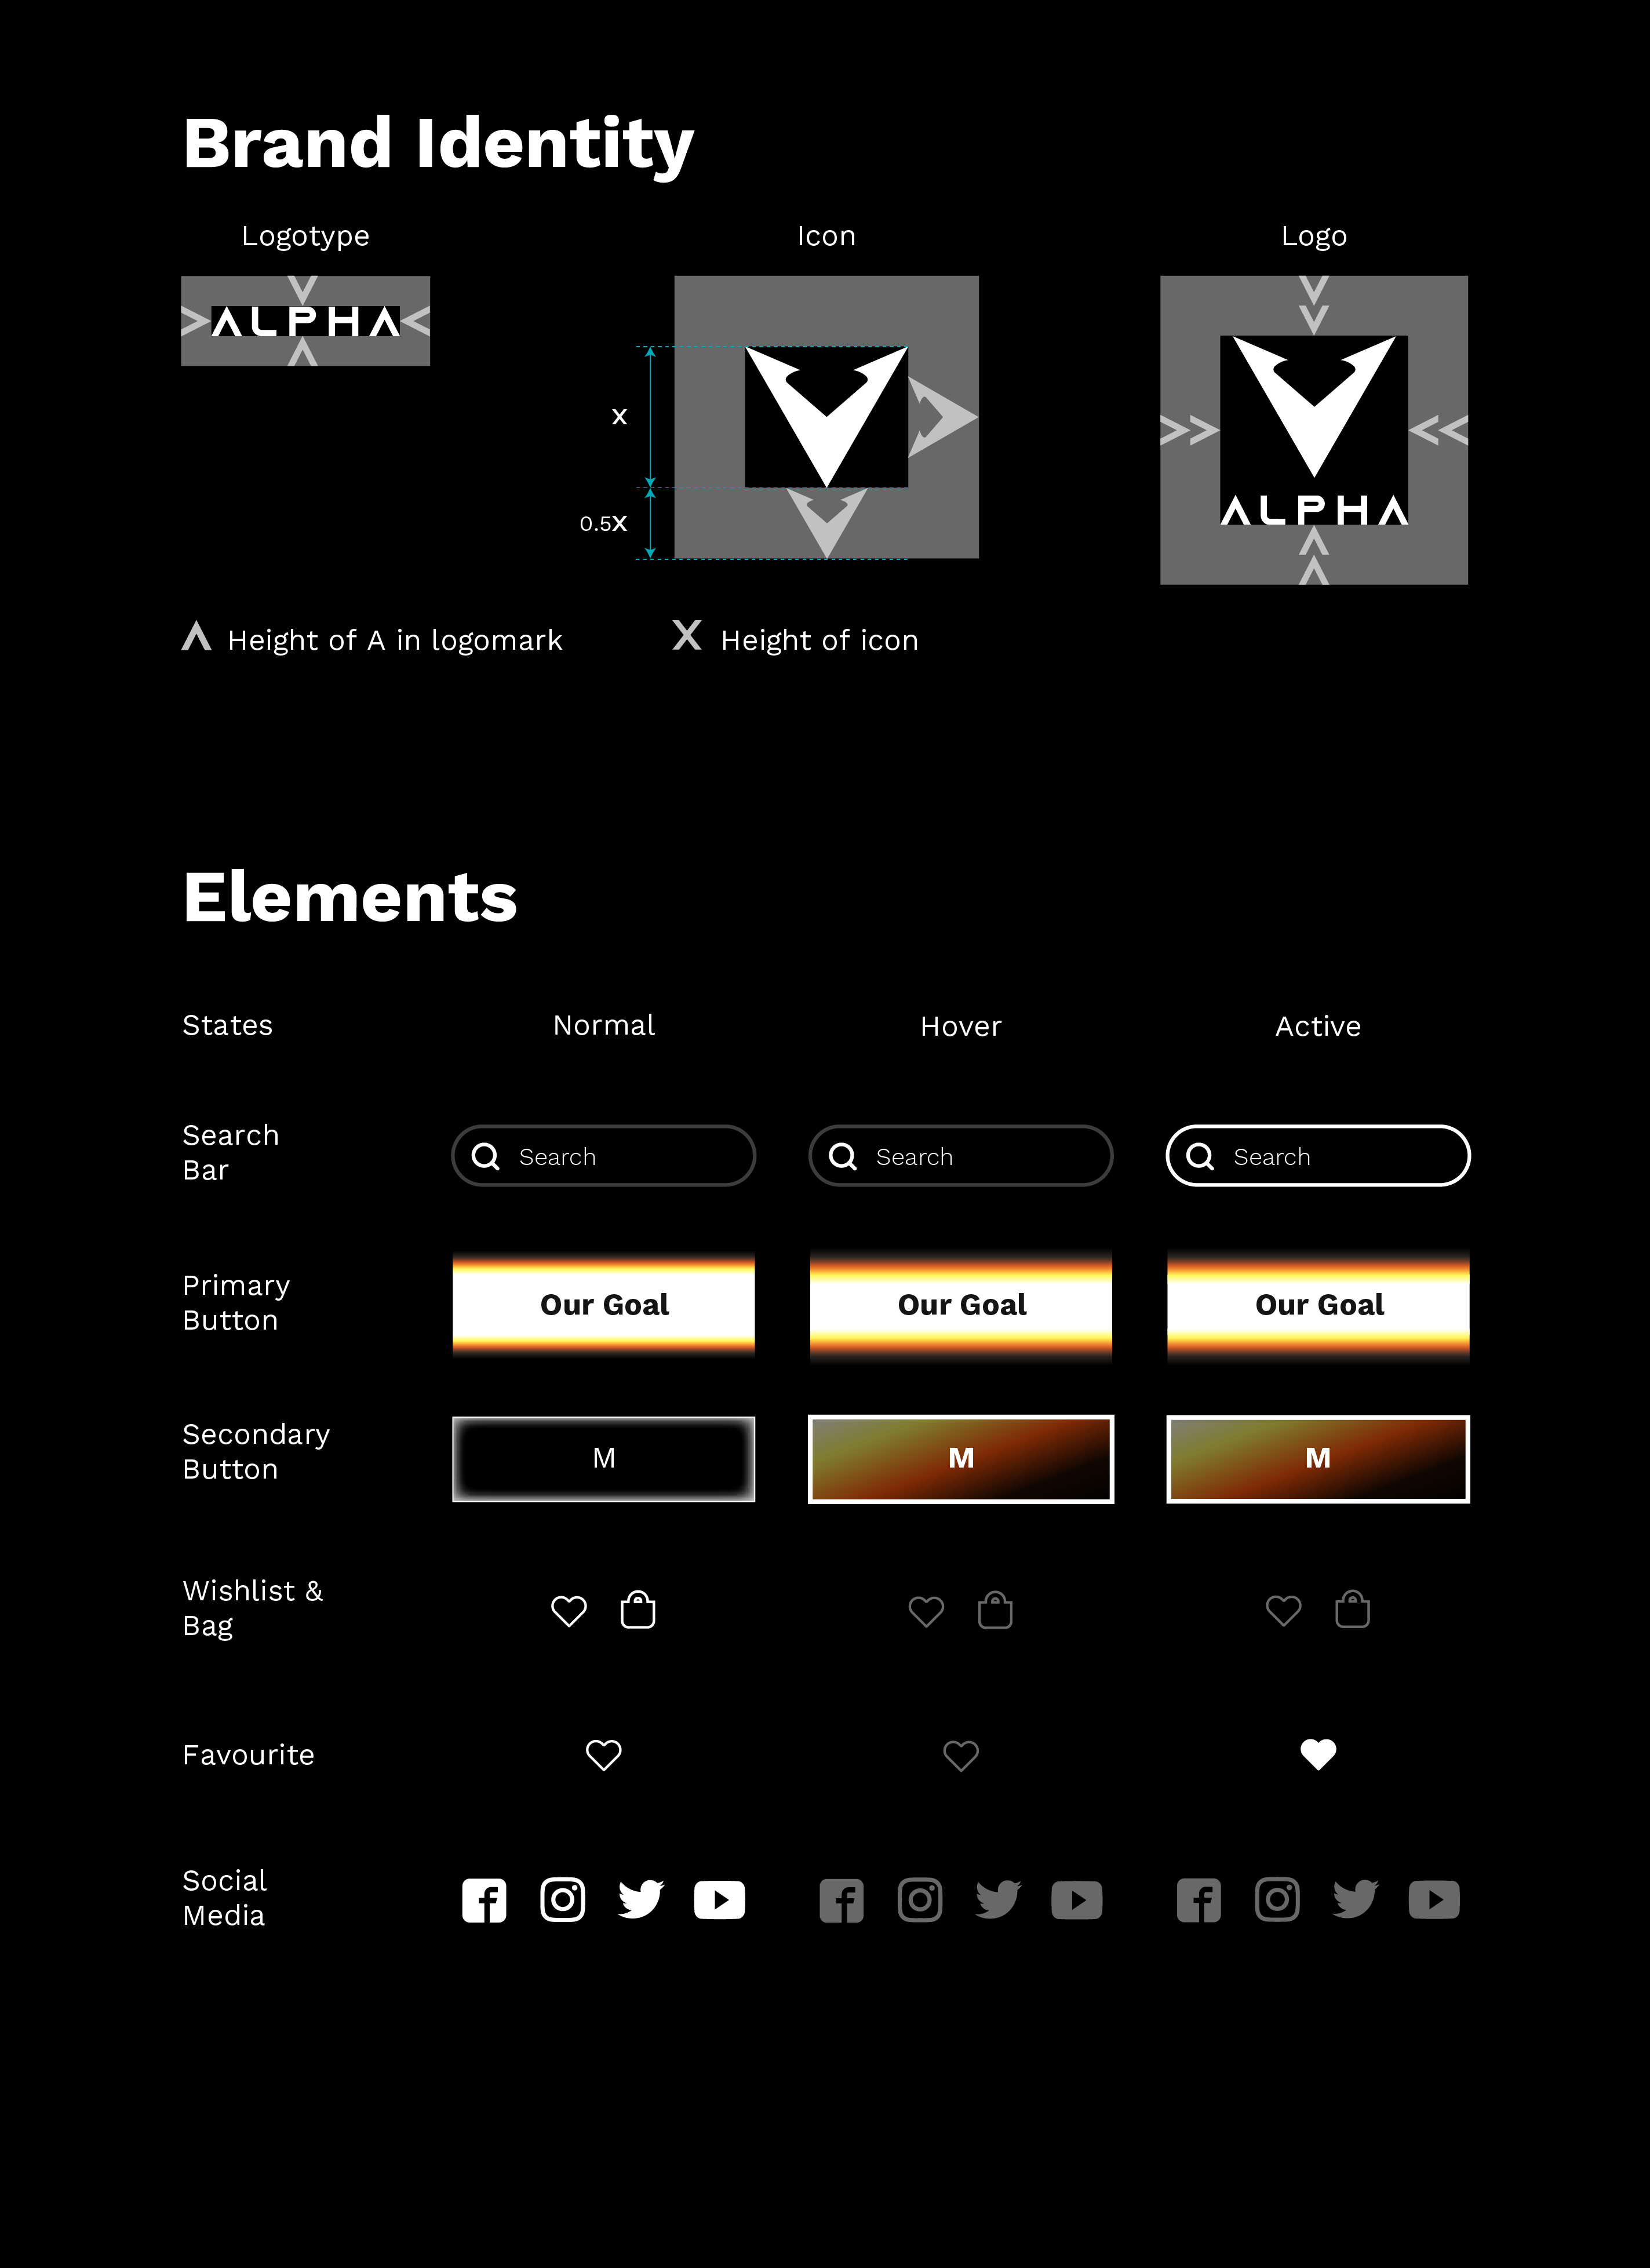 Brand Identity
Logotype
Icon
Logo
ALPHA
X
0.5X
ALPHA
Height of A in logomark
X Height of icon
Elements
States
Normal
Hover
Active
Search
Bar
Search
Search
Search
Primary
Button
Our Goal
Our Goal
Our Goal
Secondary
Button
M
M
M
Wishlist &
Bag
Favourite
Social
Media